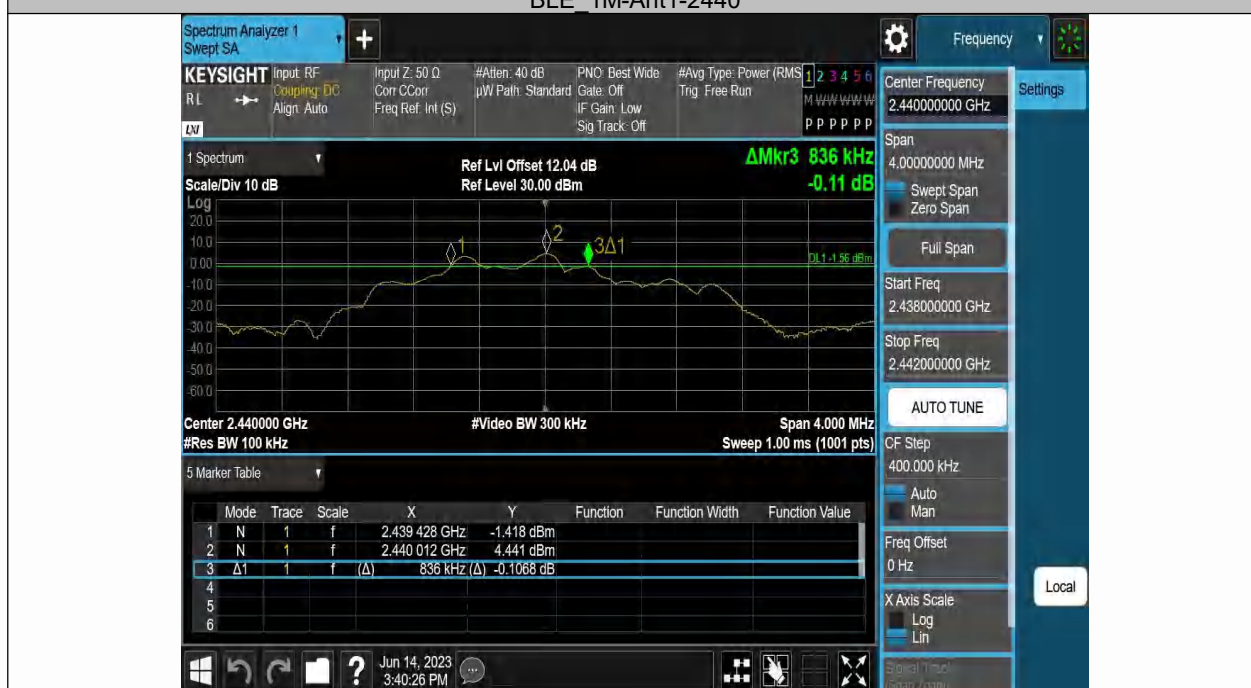 BLE_1M-Ant1-2440
Spectrum Analyzer 1
Swept SA
+
Frequency
KEYSIGHT
RL
LXI
Input: RF
Coupling: DC
Align: Auto
Input Z: 50 Ω
Corr CCorr
Freq Ref: Int (S)
#Atten: 40 dB
µW Path: Standard
PNO: Best Wide
Gate: Off
IF Gain: Low
Sig Track: Off
#Avg Type: Power (RMS
Trig: Free Run
1 2 3 4 5 6
M W W W W W
P P P P P P
Center Frequency
2.440000000 GHz
Settings
Span
4.00000000 MHz
Swept Span
Zero Span
Full Span
Start Freq
2.438000000 GHz
Stop Freq
2.442000000 GHz
AUTO TUNE
CF Step
400.000 kHz
Auto
Man
Freq Offset
0 Hz
X Axis Scale
Log
Lin
Signal Track
Local
1 Spectrum
Scale/Div 10 dB
Log
Ref Lvl Offset 12.04 dB
Ref Level 30.00 dBm
ΔMkr3 836 kHz
-0.11 dB
20.0
10.0
0.00
-10.0
-20.0
-30.0
-40.0
-50.0
-60.0
1
2
3Δ1
DL1 -1.56 dBm
Center 2.440000 GHz
#Video BW 300 kHz
Span 4.000 MHz
#Res BW 100 kHz
Sweep 1.00 ms (1001 pts)
5 Marker Table
Mode Trace Scale X Y Function Function Width Function Value
1 N 1 f 2.439 428 GHz -1.418 dBm
2 N 1 f 2.440 012 GHz 4.441 dBm
3 Δ1 1 f (Δ) 836 kHz (Δ) -0.1068 dB
4
5
6
?
Jun 14, 2023
3:40:26 PM